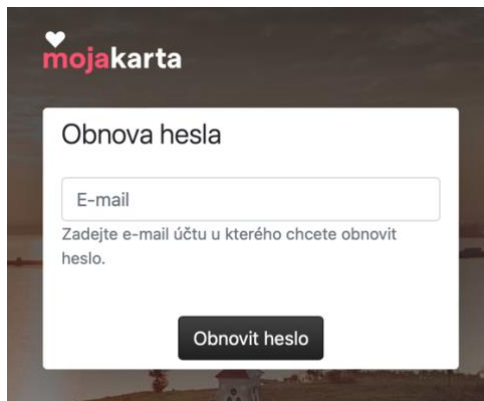 mojakarta
Obnova hesla
E-mail
Zadejte e-mail účtu u kterého chcete obnovit
heslo.
Obnovit heslo